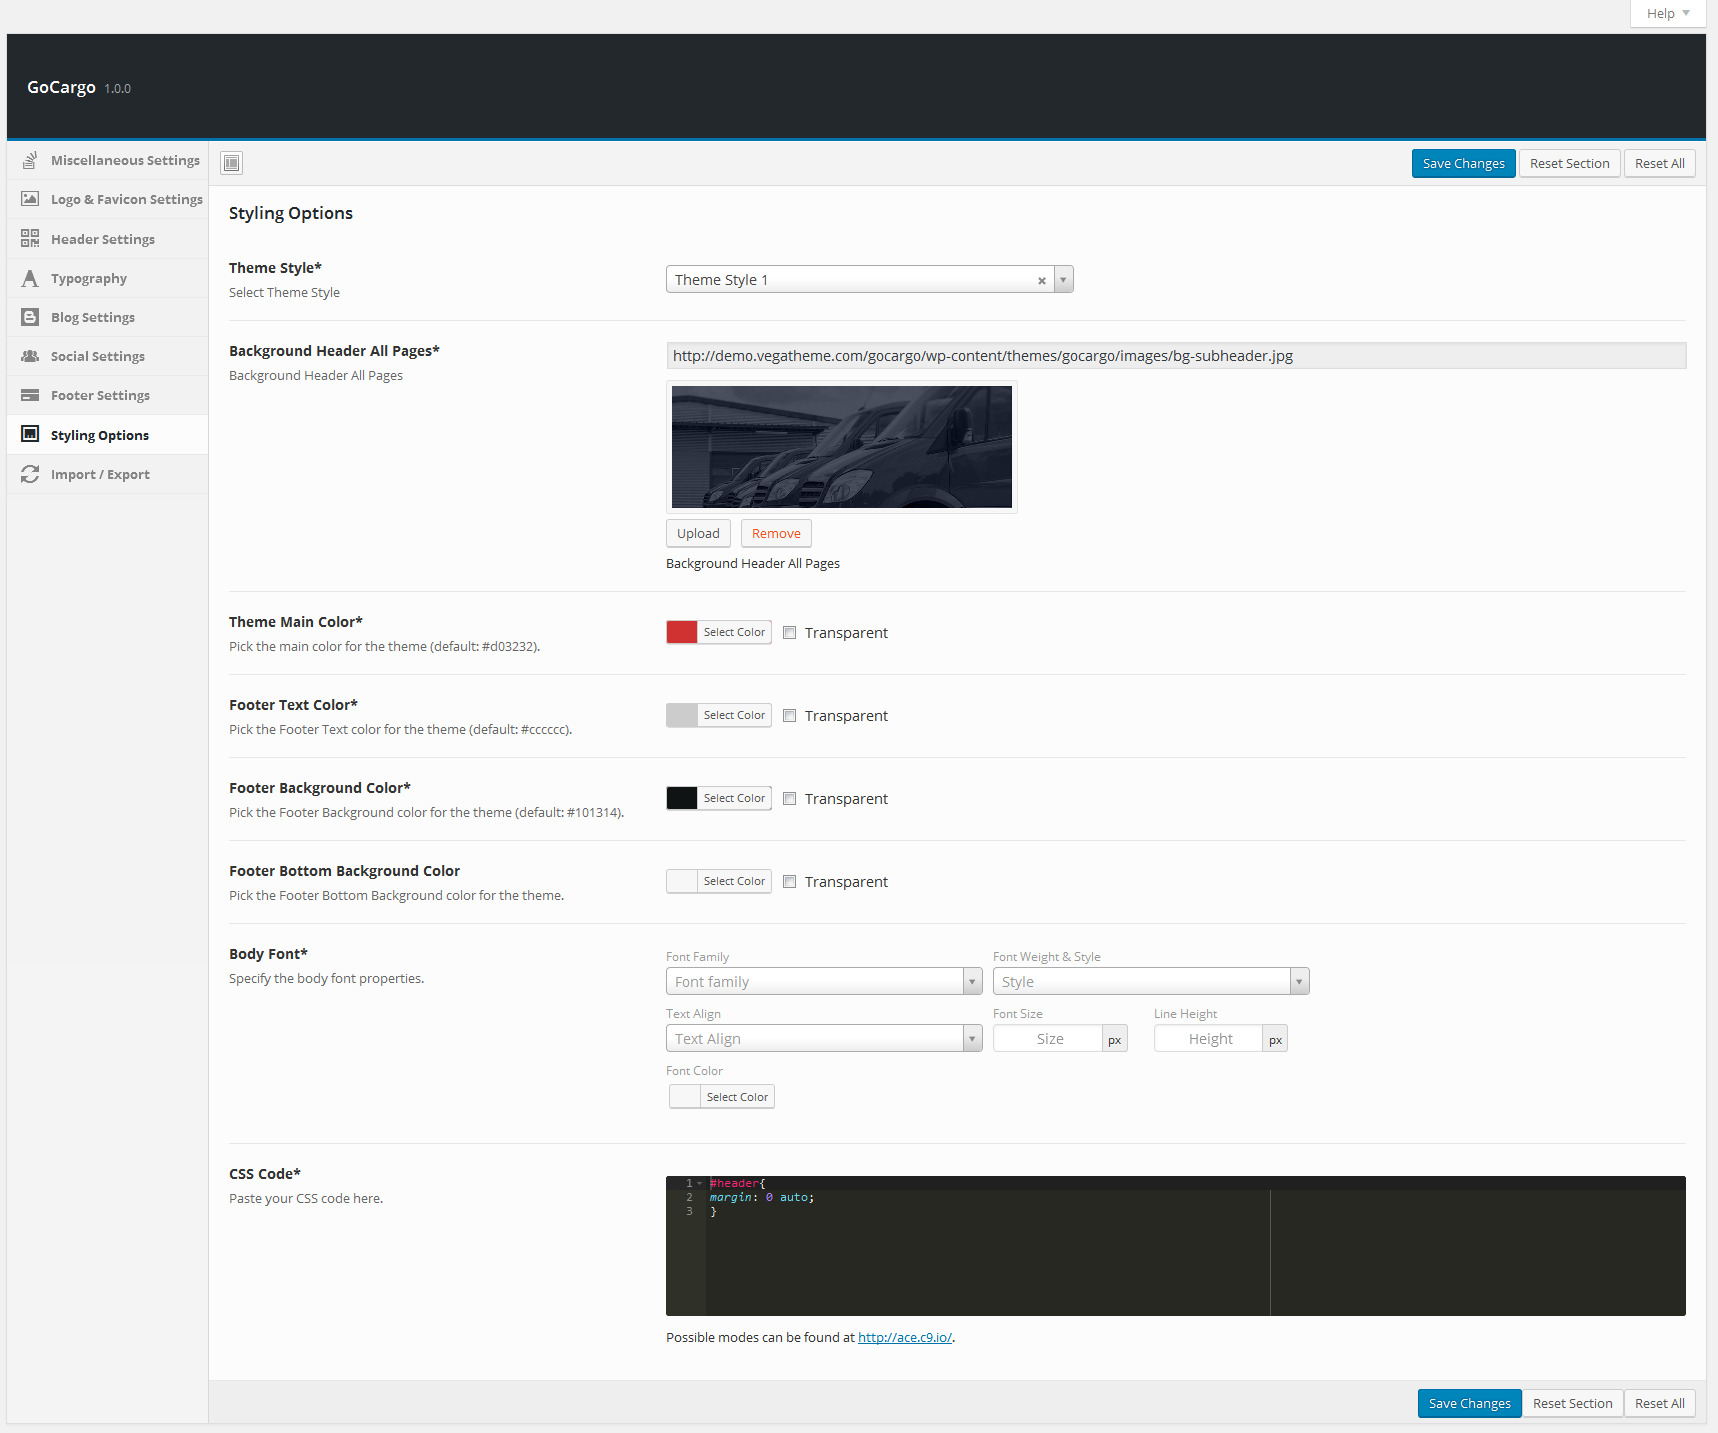 Help
GoCargo 1.0.0
Miscellaneous Settings
Logo & Favicon Settings
Header Settings
Typography
Blog Settings
Social Settings
Footer Settings
Styling Options
Import / Export
Save Changes Reset Section Reset All
Styling Options
Theme Style*
Select Theme Style
Theme Style 1
Background Header All Pages*
Background Header All Pages
http://demo.vegatheme.com/gocargo/wp-content/themes/gocargo/images/bg-subheader.jpg
Upload Remove
Background Header All Pages
Theme Main Color*
Pick the main color for the theme (default: #d03232).
Select Color Transparent
Footer Text Color*
Pick the Footer Text color for the theme (default: #cccccc).
Select Color Transparent
Footer Background Color*
Pick the Footer Background color for the theme (default: #101314).
Select Color Transparent
Footer Bottom Background Color
Pick the Footer Bottom Background color for the theme.
Select Color Transparent
Body Font*
Specify the body font properties.
Font Family Font Weight & Style
Font family Style
Text Align Font Size Line Height
Text Align Size px Height px
Font Color
Select Color
CSS Code*
Paste your CSS code here.
1 #header{
2 margin: 0 auto;
3 }
Possible modes can be found at http://ace.c9.io/.
Save Changes Reset Section Reset All